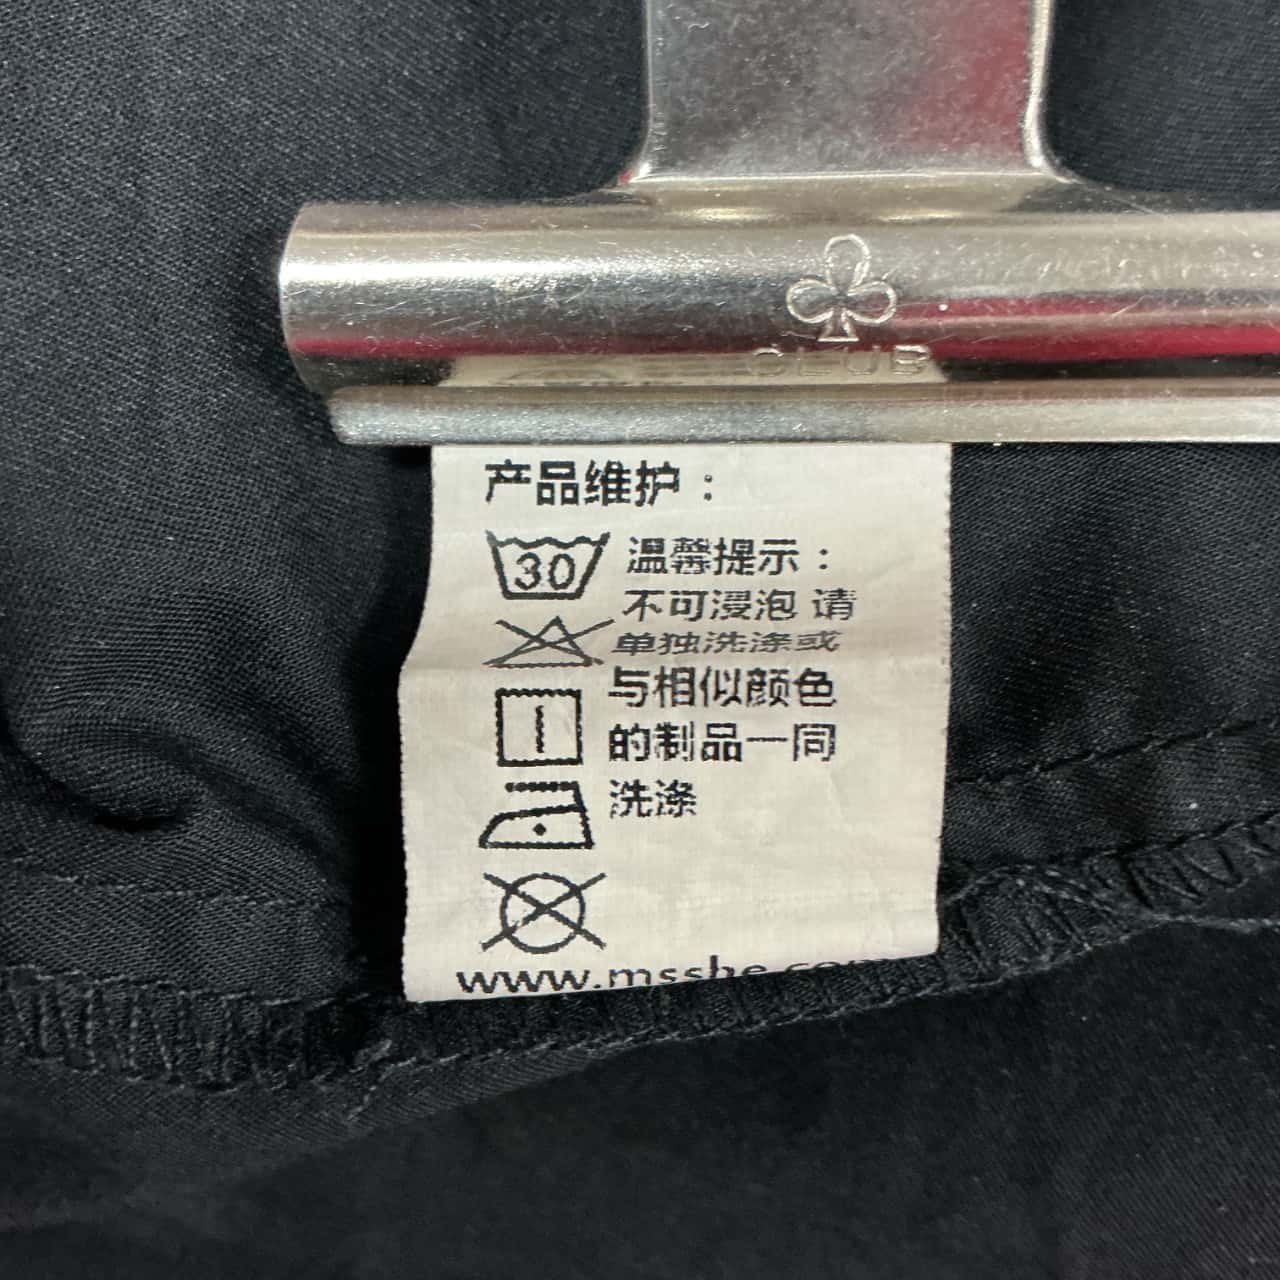 CLUB
产品维护：
30
温馨提示：
不可浸泡 请
单独洗涤或
与相似颜色
的制品一同
洗涤
www.msshe.com